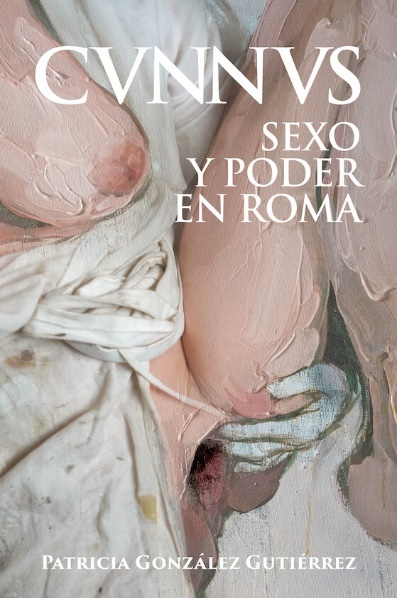 CVNNVS
SEXO
Y PODER
EN ROMA
PATRICIA GONZÁLEZ GUTIÉRREZ